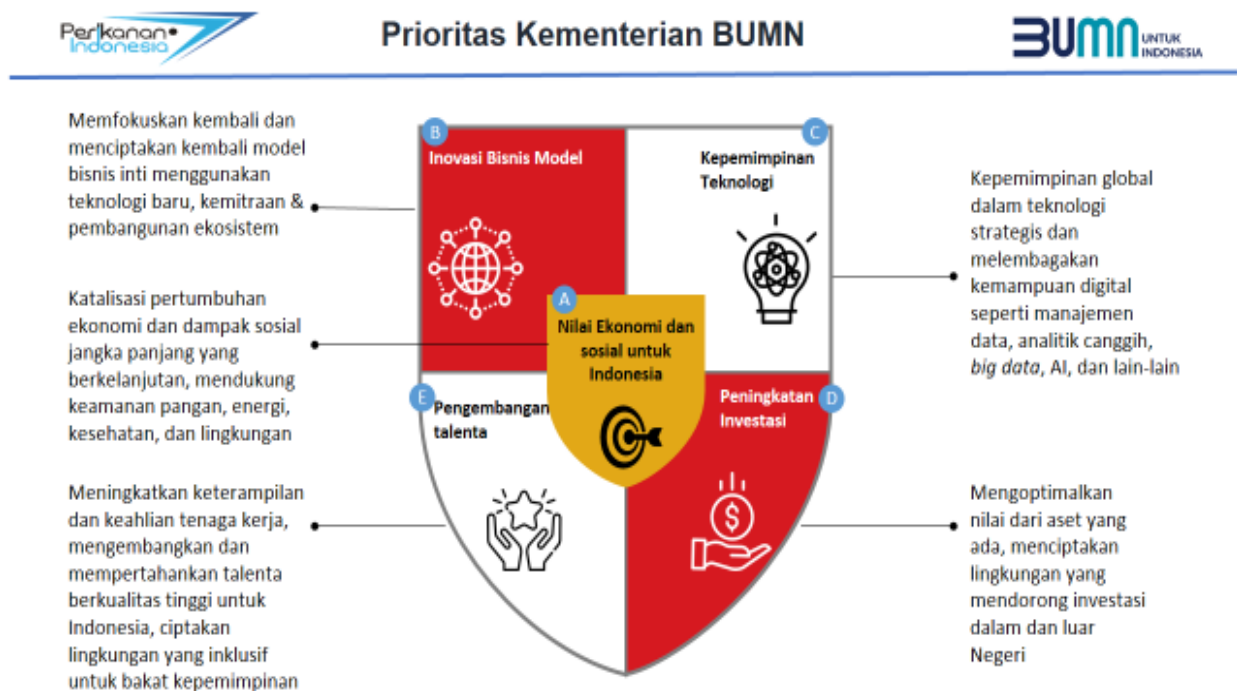 Perikanan
Indonesia
Prioritas Kementerian BUMN
BUMN
UNTUK
INDONESIA
Memfokuskan kembali dan
menciptakan kembali model
bisnis inti menggunakan
teknologi baru, kemitraan &
pembangunan ekosistem
Katalisasi pertumbuhan
ekonomi dan dampak sosial
jangka panjang yang
berkelanjutan, mendukung
keamanan pangan, energi,
kesehatan, dan lingkungan
Meningkatkan keterampilan
dan keahlian tenaga kerja,
mengembangkan dan
mempertahankan talenta
berkualitas tinggi untuk
Indonesia, ciptakan
lingkungan yang inklusif
untuk bakat kepemimpinan
B
Inovasi Bisnis Model
C
Kepemimpinan
Teknologi
A
Nilai Ekonomi dan
sosial untuk
Indonesia
E
Pengembangan
talenta
D
Peningkatan
Investasi
Kepemimpinan global
dalam teknologi
strategis dan
melembagakan
kemampuan digital
seperti manajemen
data, analitik canggih,
big data, AI, dan lain-lain
Mengoptimalkan
nilai dari aset yang
ada, menciptakan
lingkungan yang
mendorong investasi
dalam dan luar
Negeri